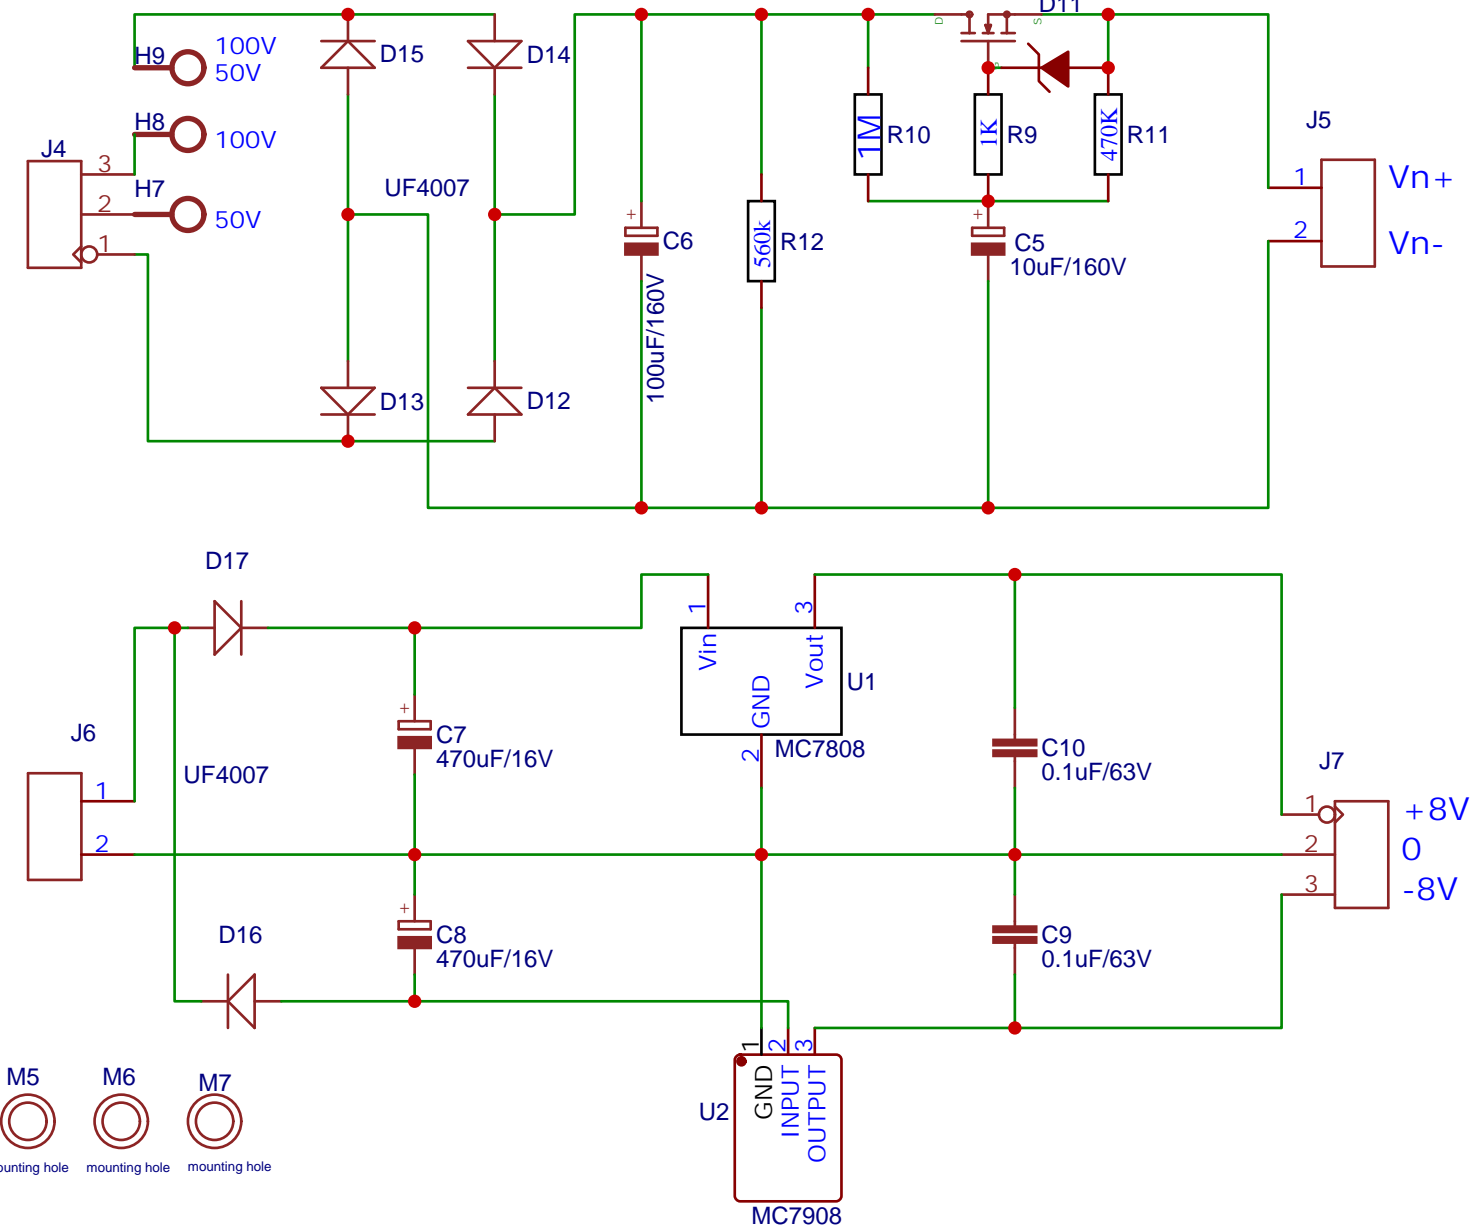 D11
D
S
H9
100V
50V
D15
D14
H8
100V
J4
3
H7
2
50V
1
UF4007
1M
R10
1K
R9
470K
R11
J5
1
Vn+
2
Vn-
+
C6
100uF/160V
560k
R12
+
C5
10uF/160V
D13
D12
D17
1
3
Vin
Vout
GND
U1
2
MC7808
J6
UF4007
1
2
+
C7
470uF/16V
C10
0.1uF/63V
J7
1
+8V
2
0
3
-8V
D16
+
C8
470uF/16V
C9
0.1uF/63V
1
2
3
GND
INPUT
OUTPUT
U2
MC7908
M5
M6
M7
ounting hole
mounting hole
mounting hole